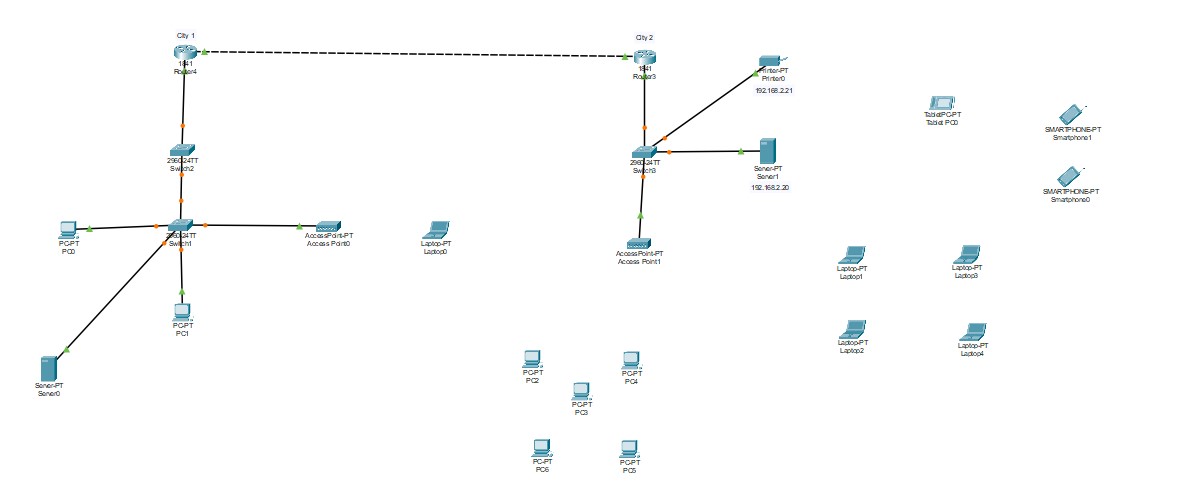 City 1
1841
Router4
City 2
1841
Router3
Printer-PT
Printer0
192.168.2.21
TabletPC-PT
Tablet PC0
SMARTPHONE-PT
Smartphone1
2960-24TT
Switch2
2960-24TT
Switch3
Server-PT
Server1
192.168.2.20
SMARTPHONE-PT
Smartphone0
PC-PT
PC0
2960-24TT
Switch1
AccessPoint-PT
Access Point0
Laptop-PT
Laptop0
AccessPoint-PT
Access Point1
Laptop-PT
Laptop1
Laptop-PT
Laptop3
PC-PT
PC1
Laptop-PT
Laptop2
Laptop-PT
Laptop4
Server-PT
Server0
PC-PT
PC2
PC-PT
PC4
PC-PT
PC3
PC-PT
PC6
PC-PT
PC5